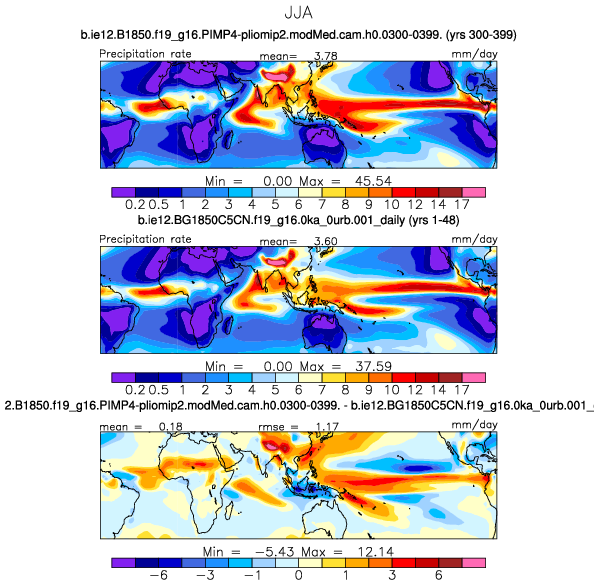 JJA
b.ie12.B1850.f19_g16.PIMP4-pliomip2.modMed.cam.h0.0300-0399. (yrs 300-399)
Precipitation rate mean= 3.78 mm/day
Min = 0.00 Max = 45.54
0.2 0.5 1 2 3 4 5 6 7 8 9 10 12 14 17
b.ie12.BG1850C5CN.f19_g16.0ka_0urb.001_daily (yrs 1-48)
Precipitation rate mean= 3.60 mm/day
Min = 0.00 Max = 37.59
0.2 0.5 1 2 3 4 5 6 7 8 9 10 12 14 17
2.B1850.f19_g16.PIMP4-pliomip2.modMed.cam.h0.0300-0399. - b.ie12.BG1850C5CN.f19_g16.0ka_0urb.001_
mean = 0.18 rmse = 1.17 mm/day
Min = -5.43 Max = 12.14
-6 -3 -1 0 1 3 6